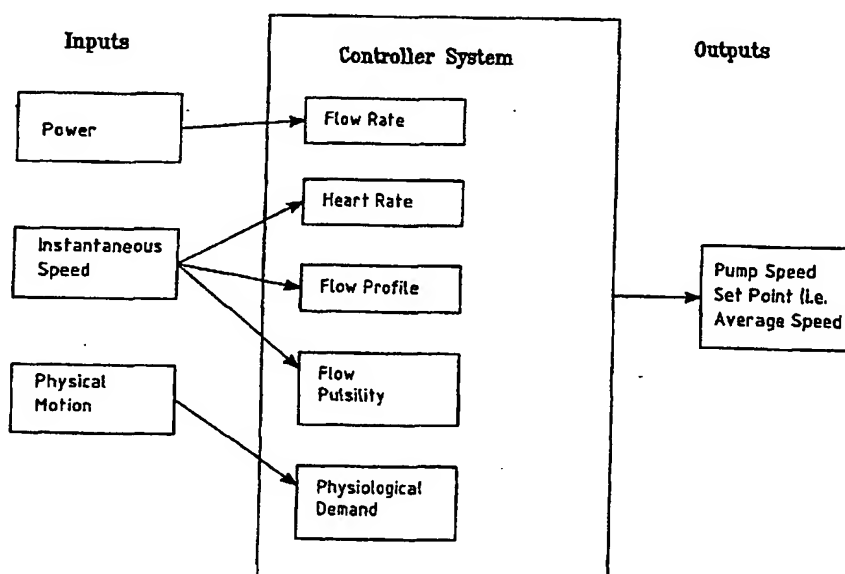 Inputs
Controller System
Outputs
Power
Flow Rate
Instantaneous
Speed
Heart Rate
Flow Profile
Pump Speed
Set Point (i.e.
Average Speed
Physical
Motion
Flow
Pulsility
Physiological
Demand